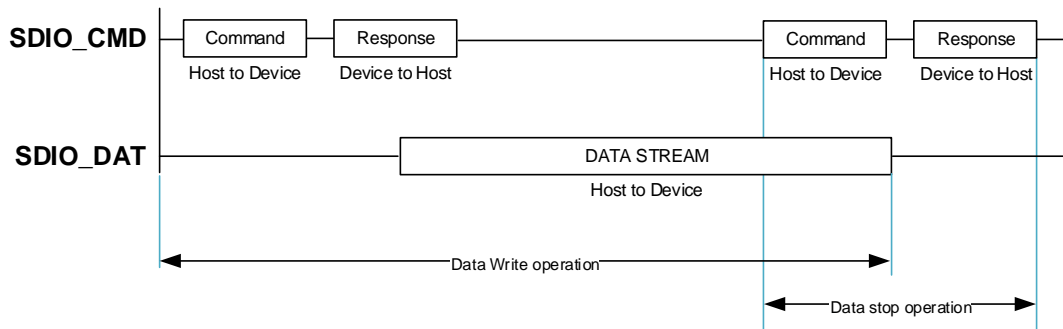 SDIO_CMD
Command
Response
Command
Response
Host to Device
Device to Host
Host to Device
Device to Host
SDIO_DAT
DATA STREAM
Host to Device
Data Write operation
Data stop operation